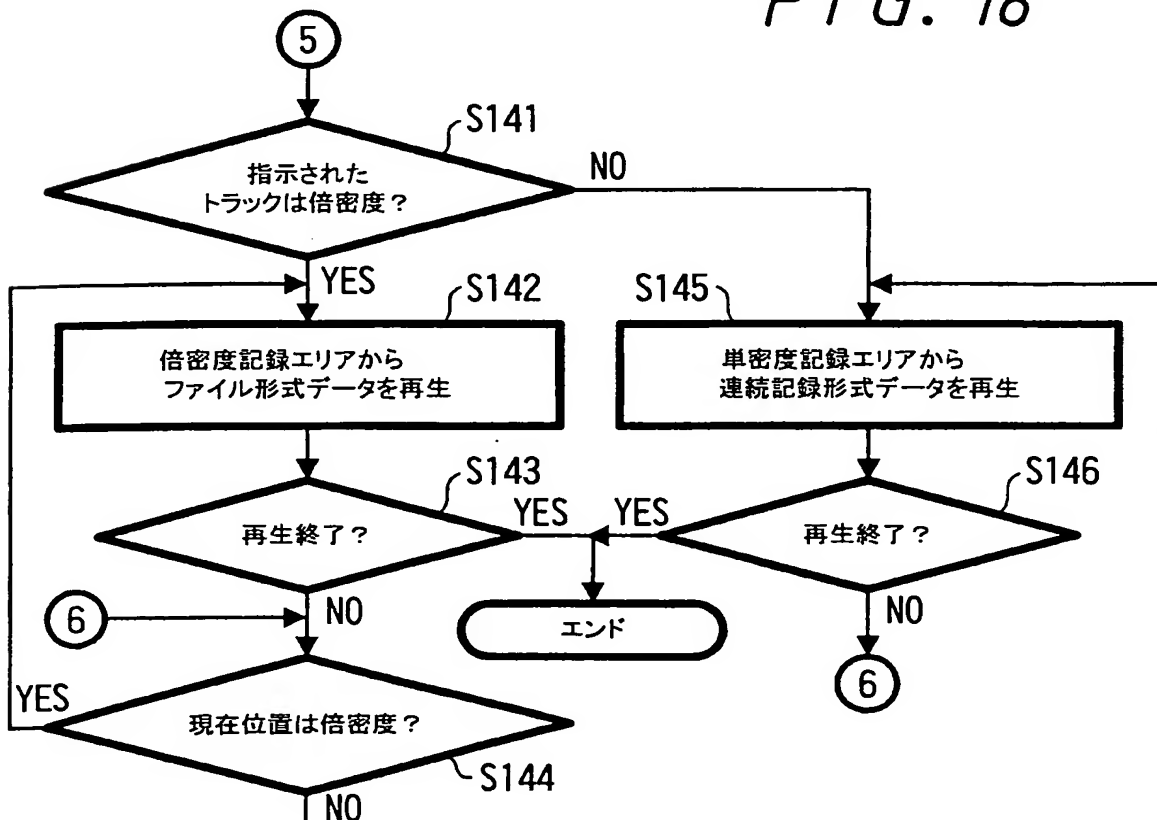 FIG. 16
5
S141
指示された
トラックは倍密度？
NO
YES
S142
倍密度記録エリアから
ファイル形式データを再生
S145
単密度記録エリアから
連続記録形式データを再生
S143
再生終了？
YES
YES
S146
再生終了？
NO
6
エンド
NO
6
YES
現在位置は倍密度？
S144
NO